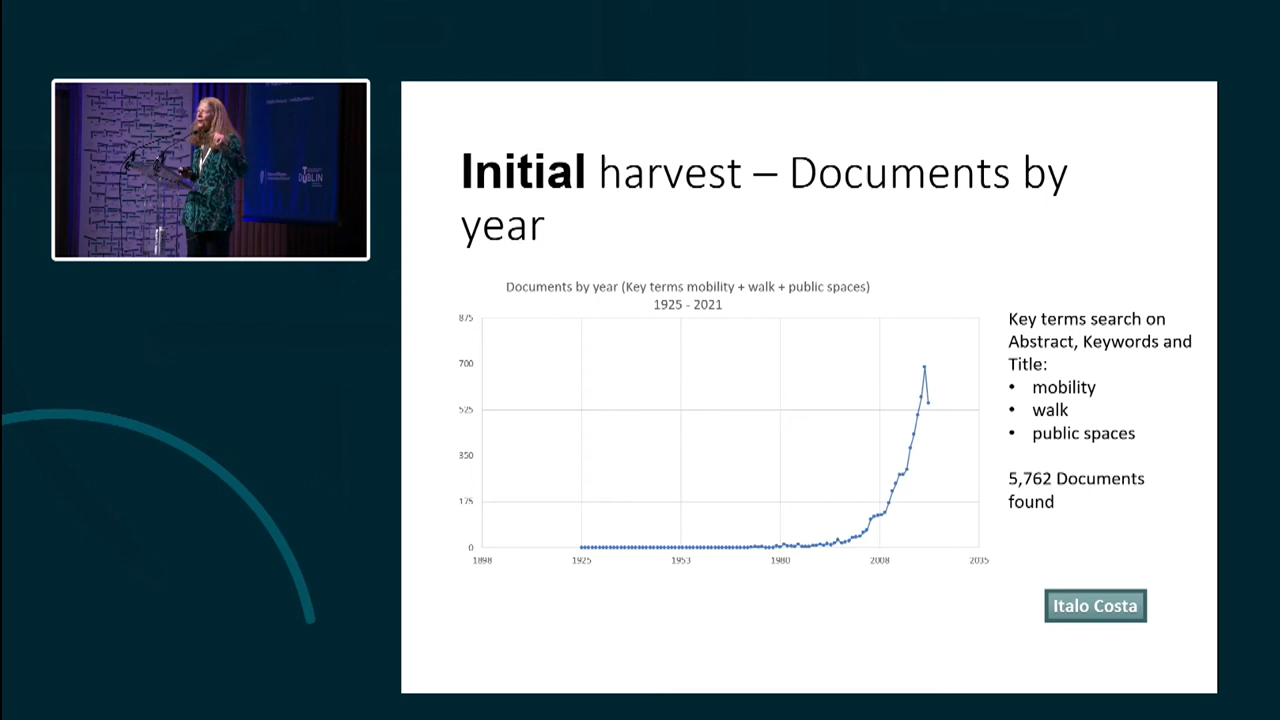 DUBLIN
Initial harvest – Documents by
year
Documents by year (Key terms mobility + walk + public spaces)
1925 - 2021
875
700
525
350
175
0
1898
1925
1953
1980
2008
2035
Key terms search on
Abstract, Keywords and
Title:
• mobility
• walk
• public spaces
5,762 Documents
found
Italo Costa